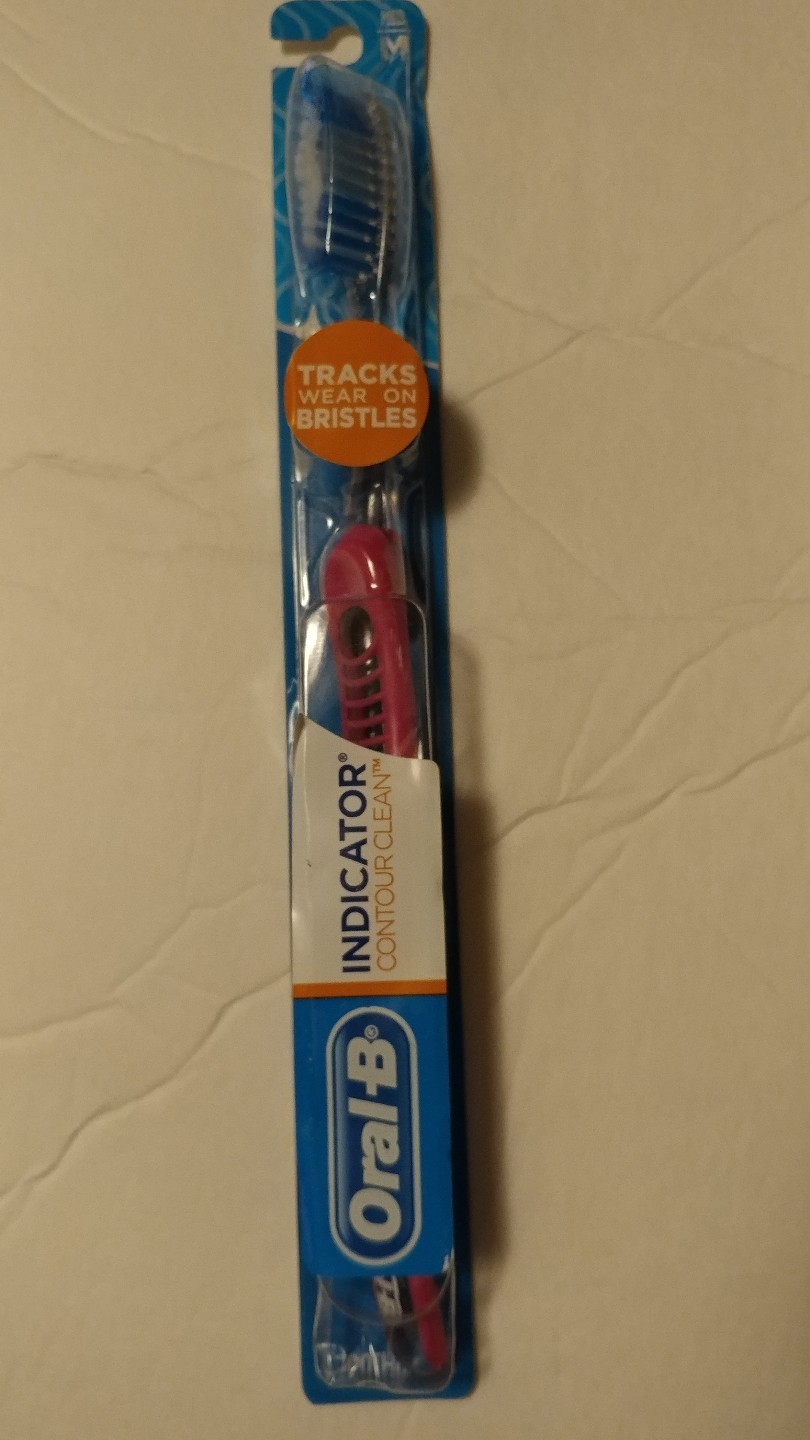 M
TRACKS
WEAR ON
BRISTLES
INDICATOR®
CONTOUR CLEAN™
Oral-B®